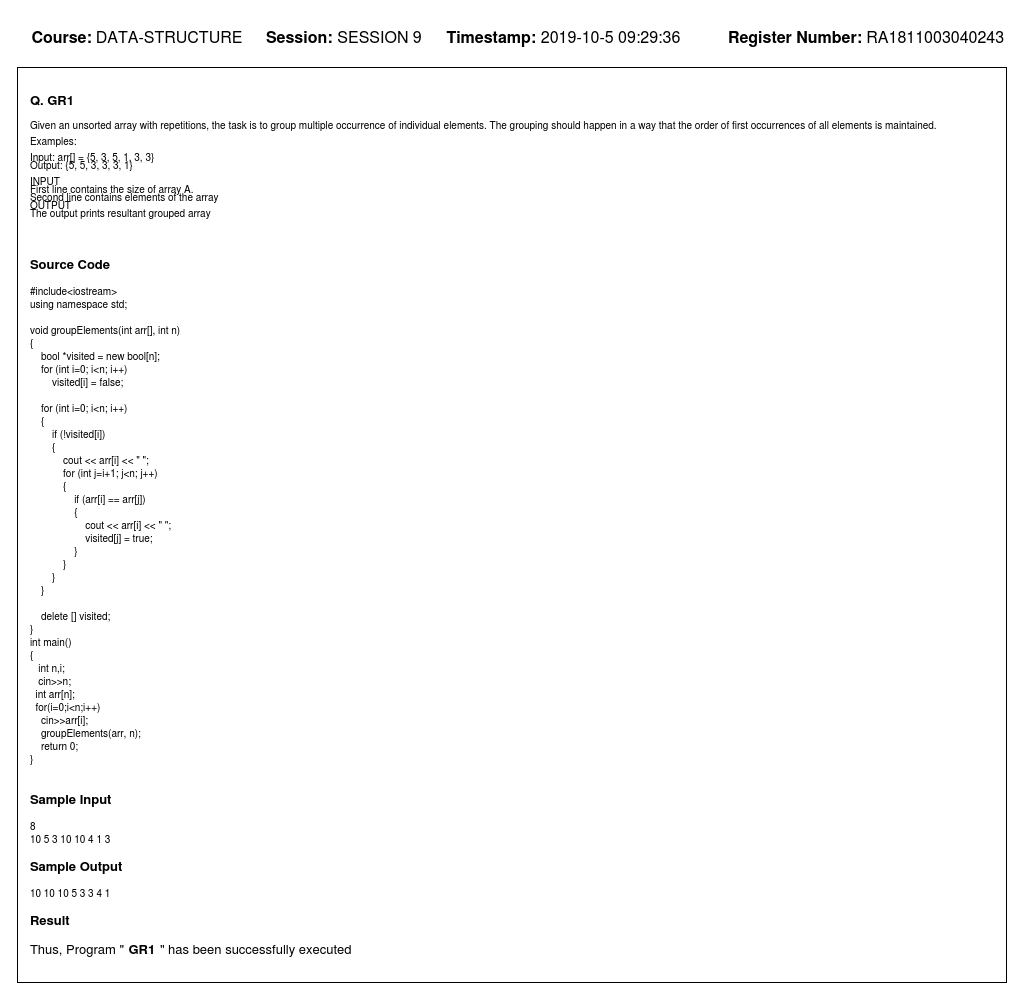 Course: DATA-STRUCTURE Session: SESSION 9 Timestamp: 2019-10-5 09:29:36 Register Number: RA1811003040243
Q. GR1
Given an unsorted array with repetitions, the task is to group multiple occurrence of individual elements. The grouping should happen in a way that the order of first occurrences of all elements is maintained.
Examples:
Input: arr[] = {5, 3, 5, 1, 3, 3}
Output: {5, 5, 3, 3, 3, 1}
INPUT
First line contains the size of array A.
Second line contains elements of the array
OUTPUT
The output prints resultant grouped array
Source Code
#include<iostream>
using namespace std;
void groupElements(int arr[], int n)
{
    bool *visited = new bool[n];
    for (int i=0; i<n; i++)
        visited[i] = false;
    for (int i=0; i<n; i++)
    {
        if (!visited[i])
        {
            cout << arr[i] << " ";
            for (int j=i+1; j<n; j++)
            {
                if (arr[i] == arr[j])
                {
                    cout << arr[i] << " ";
                    visited[j] = true;
                }
            }
        }
    }
    delete [] visited;
}
int main()
{
   int n,i;
   cin>>n;
  int arr[n];
  for(i=0;i<n;i++)
    cin>>arr[i];
    groupElements(arr, n);
    return 0;
}
Sample Input
8
10 5 3 10 10 4 1 3
Sample Output
10 10 10 5 3 3 4 1
Result
Thus, Program " GR1 " has been successfully executed